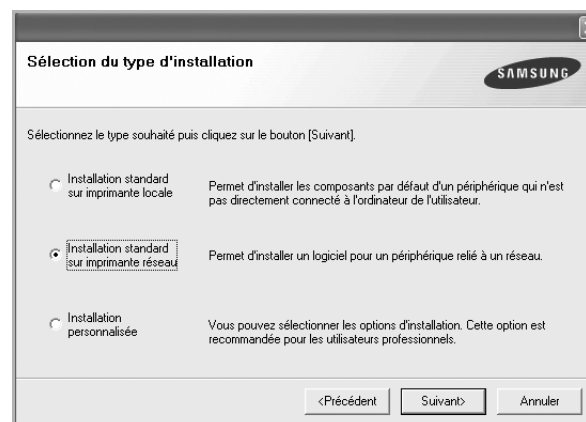 Sélection du type d'installation
SAMSUNG
Sélectionnez le type souhaité puis cliquez sur le bouton [Suivant].
Installation standard
sur imprimante locale
Permet d'installer les composants par défaut d'un périphérique qui n'est
pas directement connecté à l'ordinateur de l'utilisateur.
Installation standard
sur imprimante réseau
Permet d'installer un logiciel pour un périphérique relié à un réseau.
Installation
personnalisée
Vous pouvez sélectionner les options d'installation. Cette option est
recommandée pour les utilisateurs professionnels.
<Précédent
Suivant>
Annuler